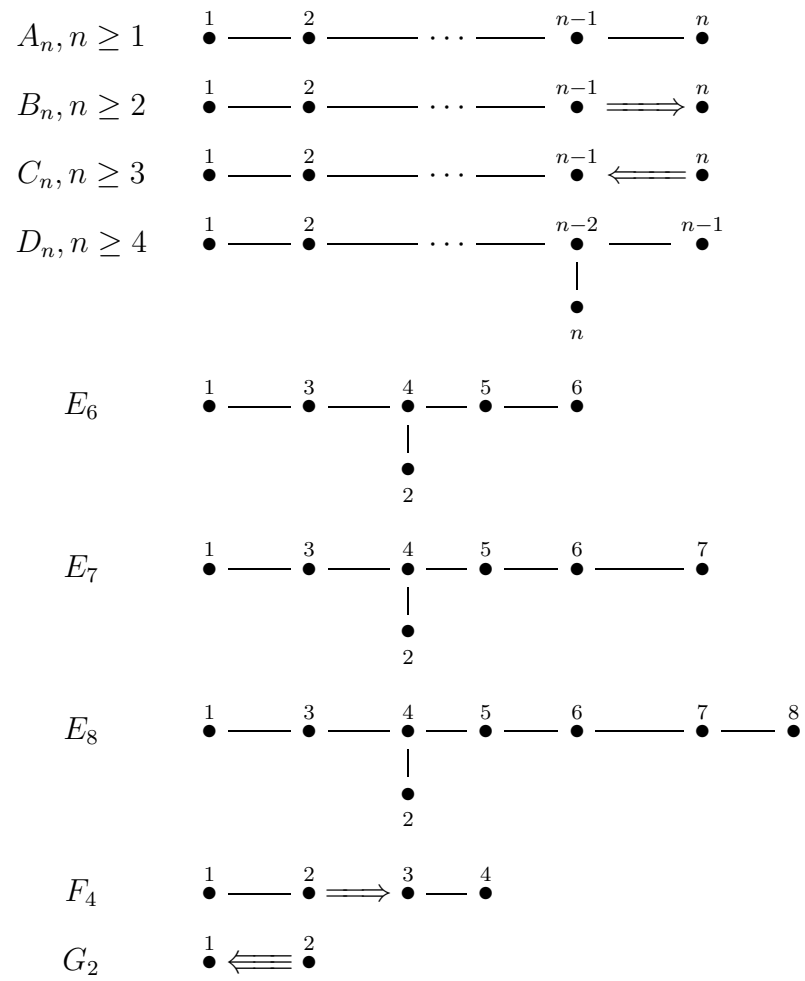 1 2 n−1 n
A_n, n ≥ 1 ···
1 2 n−1 n
B_n, n ≥ 2 ···
1 2 n−1 n
C_n, n ≥ 3 ···
1 2 n−2 n−1
D_n, n ≥ 4 ···
n
1 3 4 5 6
E_6
2
1 3 4 5 6 7
E_7
2
1 3 4 5 6 7 8
E_8
2
1 2 3 4
F_4
1 2
G_2